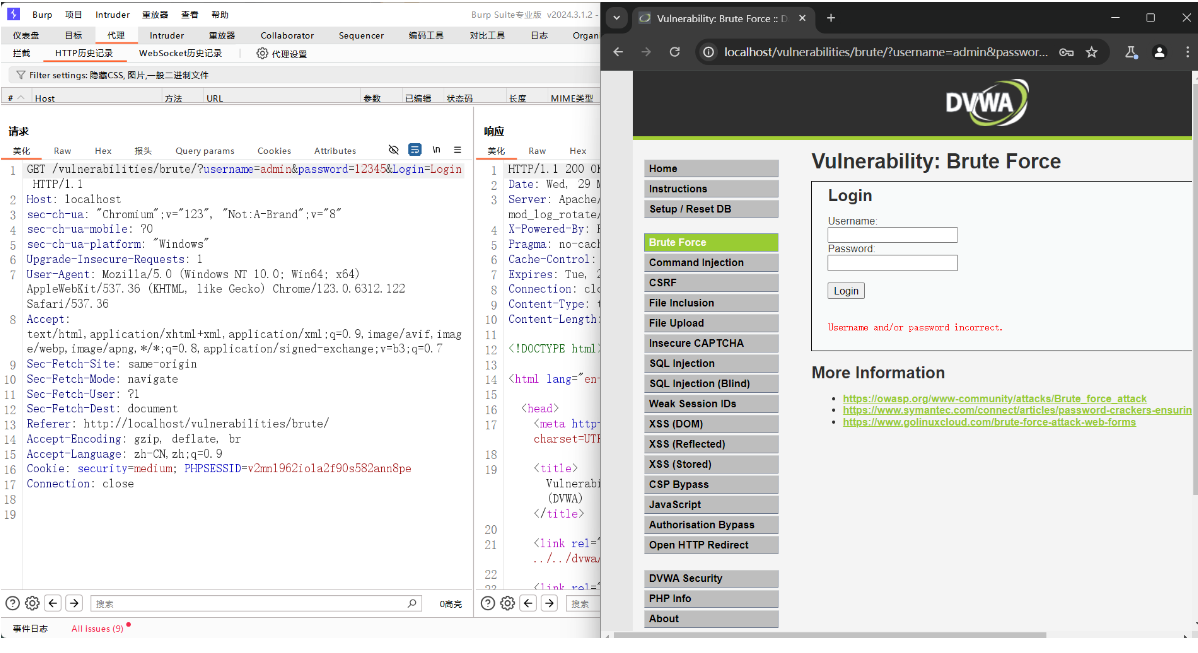 Burp 项目 Intruder 重放器 查看 帮助 Burp Suite专业版 v2024.3.1.2 -
仪表盘 目标 代理 Intruder 重放器 Collaborator Sequencer 编码工具 对比工具 日志 Organ
拦截 HTTP历史记录 WebSocket历史记录 代理设置
Filter settings: 隐藏CSS, 图片,一般二进制文件
# Host 方法 URL 参数 已编辑 状态码 长度 MIME类型
请求
美化 Raw Hex 报头 Query params Cookies Attributes \n
1 GET /vulnerabilities/brute/?username=admin&password=12345&Login=Login
HTTP/1.1
2 Host: localhost
3 sec-ch-ua: "Chromium";v="123", "Not:A-Brand";v="8"
4 sec-ch-ua-mobile: ?0
5 sec-ch-ua-platform: "Windows"
6 Upgrade-Insecure-Requests: 1
7 User-Agent: Mozilla/5.0 (Windows NT 10.0; Win64; x64)
AppleWebKit/537.36 (KHTML, like Gecko) Chrome/123.0.6312.122
Safari/537.36
8 Accept:
text/html,application/xhtml+xml,application/xml;q=0.9,image/avif,imag
e/webp,image/apng,*/*;q=0.8,application/signed-exchange;v=b3;q=0.7
9 Sec-Fetch-Site: same-origin
10 Sec-Fetch-Mode: navigate
11 Sec-Fetch-User: ?1
12 Sec-Fetch-Dest: document
13 Referer: http://localhost/vulnerabilities/brute/
14 Accept-Encoding: gzip, deflate, br
15 Accept-Language: zh-CN,zh;q=0.9
16 Cookie: security=medium; PHPSESSID=v2mnl962io1a2f90s582ann8pe
17 Connection: close
18
19
搜索 0高亮
响应
美化 Raw Hex
1 HTTP/1.1 200 OK
2 Date: Wed, 29 M
3 Server: Apache/
mod_log_rotate/
4 X-Powered-By: P
5 Pragma: no-cach
6 Cache-Control:
7 Expires: Tue, 2
8 Connection: clo
9 Content-Type: t
10 Content-Length:
11
12 <!DOCTYPE html>
13
14 <html lang="en-
15
16 <head>
17 <meta http-
charset=UTF
18
19 <title>
Vulnerabi
(DVWA)
</title>
20
21 <link rel="
../../dvwa/
22
23 <link rel="
搜索
事件日志 All issues (9)
Vulnerability: Brute Force :: D
localhost/vulnerabilities/brute/?username=admin&passwor...
DVWA
Home
Instructions
Setup / Reset DB
Brute Force
Command Injection
CSRF
File Inclusion
File Upload
Insecure CAPTCHA
SQL Injection
SQL Injection (Blind)
Weak Session IDs
XSS (DOM)
XSS (Reflected)
XSS (Stored)
CSP Bypass
JavaScript
Authorisation Bypass
Open HTTP Redirect
DVWA Security
PHP Info
About
Vulnerability: Brute Force
Login
Username:
Password:
Login
Username and/or password incorrect.
More Information
https://owasp.org/www-community/attacks/Brute_force_attack
https://www.symantec.com/connect/articles/password-crackers-ensurin
https://www.golinuxcloud.com/brute-force-attack-web-forms